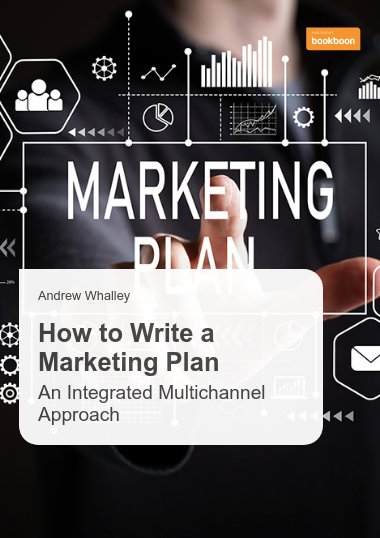 bookboon
MARKETING
PLAN
Andrew Whalley
How to Write a
Marketing Plan
An Integrated Multichannel
Approach